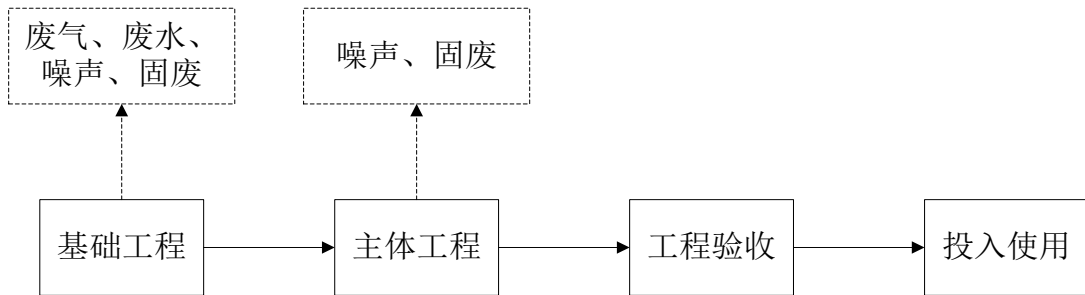 废气、废水、
噪声、固废
噪声、固废
基础工程
主体工程
工程验收
投入使用